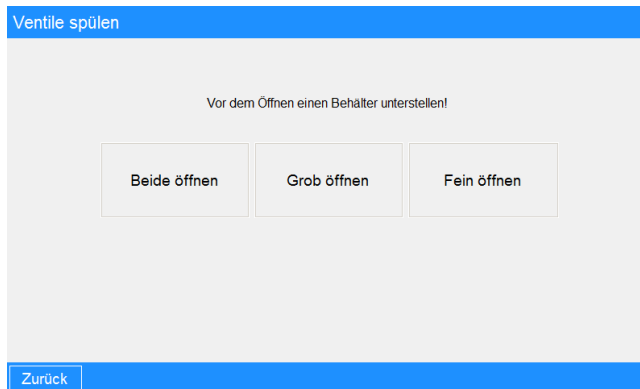 Ventile spülen
Vor dem Öffnen einen Behälter unterstellen!
Beide öffnen
Grob öffnen
Fein öffnen
Zurück